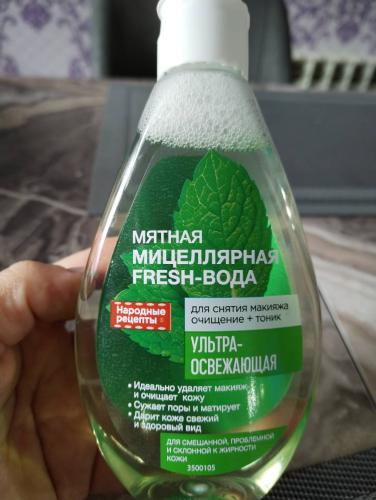 МЯТНАЯ
МИЦЕЛЛЯРНАЯ
FRESH-ВОДА
Народные
рецепты
для снятия макияжа
очищение + тоник
УЛЬТРА-
ОСВЕЖАЮЩАЯ
• Идеально удаляет макияж
и очищает кожу
• Сужает поры и матирует
• Дарит коже свежий
и здоровый вид
ДЛЯ СМЕШАННОЙ, ПРОБЛЕМНОЙ
И СКЛОННОЙ К ЖИРНОСТИ
КОЖИ
3500105